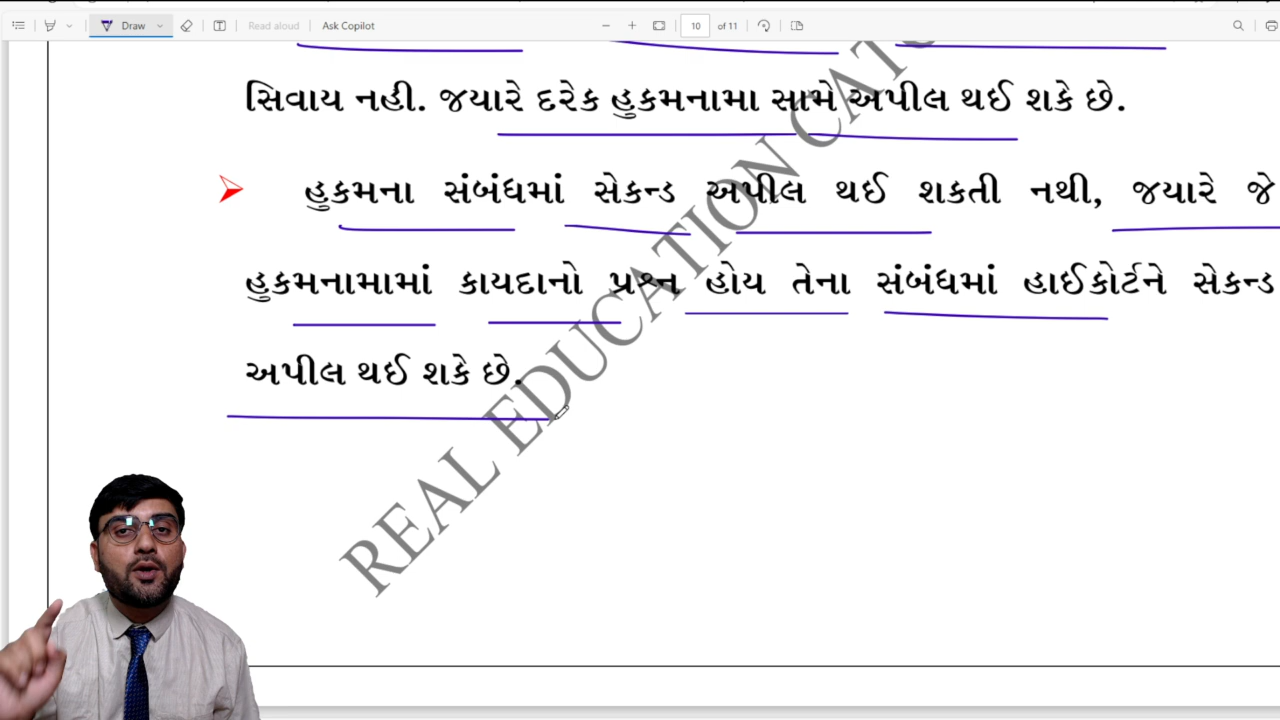 Draw
Read aloud
Ask Copilot
10 of 11
સિવાય નહી. જયારે દરેક હુકમનામા સામે અપીલ થઈ શકે છે.
હુકમના સંબંધમાં સેકન્ડ અપીલ થઈ શકતી નથી, જયારે જે
હુકમનામામાં કાયદાનો પ્રશ્ન હોય તેના સંબંધમાં હાઈકોર્ટને સેકન્ડ
અપીલ થઈ શકે છે.
REAL EDUCATION CATO